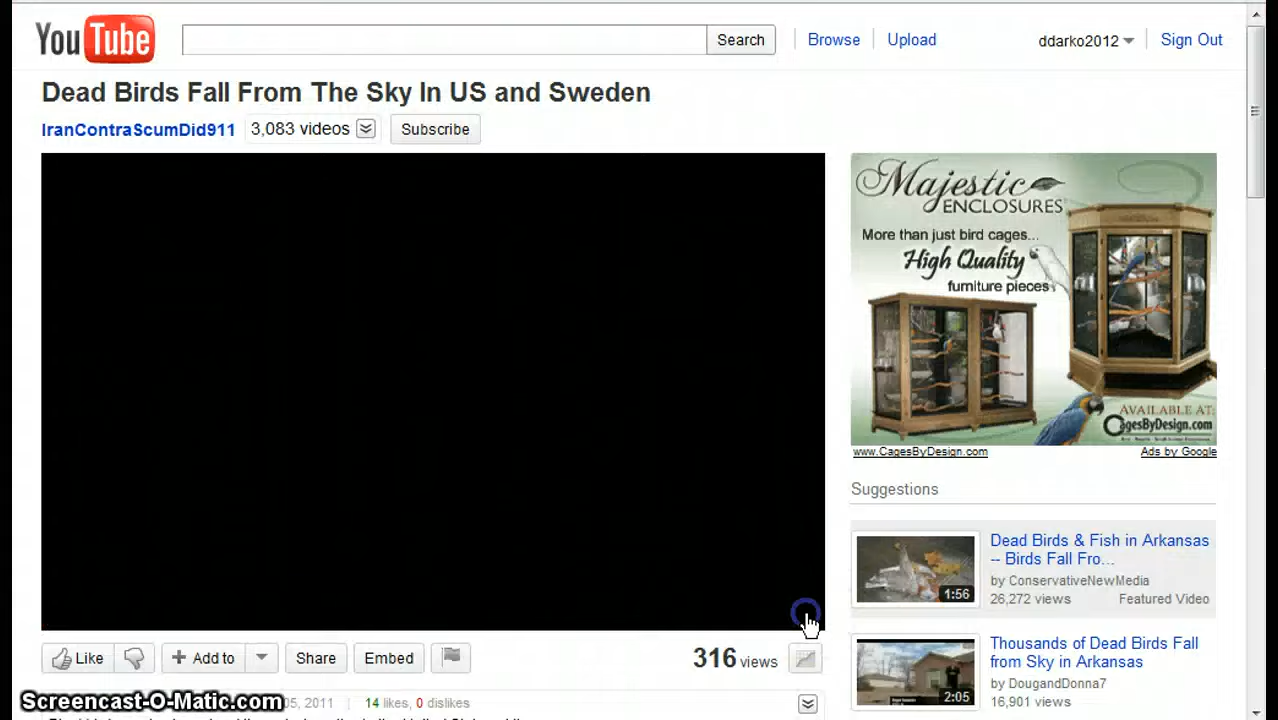 YouTube
Search
Browse
Upload
ddarko2012
Sign Out
Dead Birds Fall From The Sky In US and Sweden
IranContraScumDid911
3,083 videos
Subscribe
Majestic
ENCLOSURES
More than just bird cages...
High Quality
furniture pieces
AVAILABLE AT:
CagesByDesign.com
www.CagesByDesign.com
Ads by Google
Suggestions
Dead Birds & Fish in Arkansas
-- Birds Fall Fro...
by ConservativeNewMedia
26,272 views
Featured Video
1:56
Thousands of Dead Birds Fall
from Sky in Arkansas
by DougandDonna7
16,901 views
2:05
Like
Add to
Share
Embed
316 views
Screencast-O-Matic.com
05, 2011
14 likes, 0 dislikes